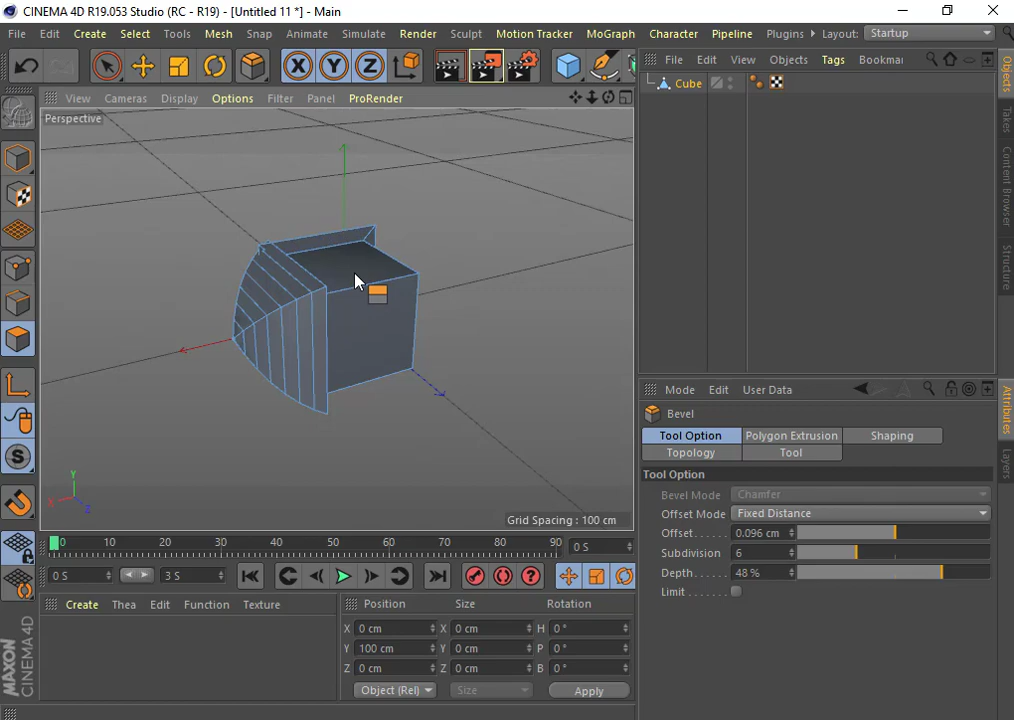 CINEMA 4D R19.053 Studio (RC - R19) - [Untitled 11 *] - Main
File Edit Create Select Tools Mesh Snap Animate Simulate Render Sculpt Motion Tracker MoGraph Character Pipeline Plugins Layout: Startup
X Y Z
File Edit View Objects Tags Bookmar
View Cameras Display Options Filter Panel ProRender
Cube
Perspective
Objects
Takes
Content Browser
Structure
Mode Edit User Data
Bevel
Tool Option Polygon Extrusion Shaping
Topology Tool
Tool Option
Bevel Mode Chamfer
Offset Mode Fixed Distance
Offset 0.096 cm
Subdivision 6
Depth 48 %
Limit
Attributes
Layers
S
Y
X
Z
Grid Spacing : 100 cm
0 10 20 30 40 50 60 70 80 90 0 S
0 S 3 S
Create Thea Edit Function Texture
Position Size Rotation
X 0 cm X 0 cm H 0 °
Y 100 cm Y 0 cm P 0 °
Z 0 cm Z 0 cm B 0 °
Object (Rel) Size Apply
MAXON
CINEMA 4D